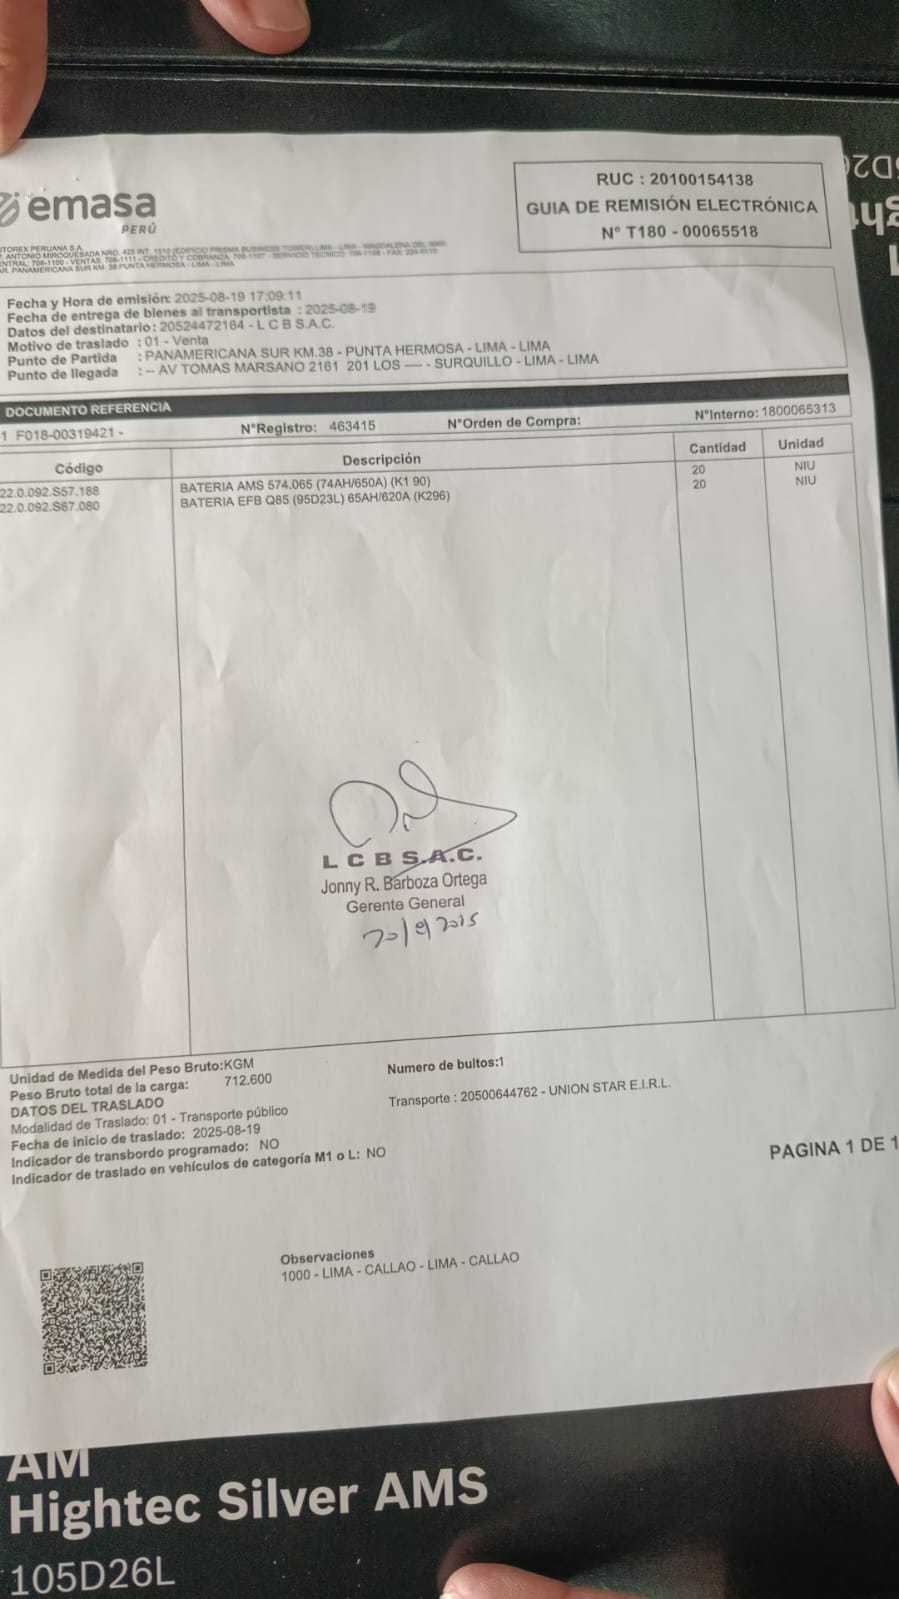 emasa
PERÚ
RUC : 20100154138
GUIA DE REMISIÓN ELECTRÓNICA
N° T180 - 00065518
Fecha y Hora de emisión: 2025-08-19 17:09:11
Fecha de entrega de bienes al transportista : 2025-08-19
Datos del destinatario: 20524472164 - L C B S.A.C.
Motivo de traslado : 01 - Venta
Punto de Partida : PANAMERICANA SUR KM.38 - PUNTA HERMOSA - LIMA - LIMA
Punto de llegada : -- AV TOMAS MARSANO 2161 201 LOS ---- - SURQUILLO - LIMA - LIMA
DOCUMENTO REFERENCIA
1 F018-00319421 - N°Registro: 463415 N°Orden de Compra: N°Interno: 1800065313
Código Descripción Cantidad Unidad
22.0.092.S57.188 BATERIA AMS 574.065 (74AH/650A) (K1 90) 20 NIU
22.0.092.S67.080 BATERIA EFB Q85 (95D23L) 65AH/620A (K296) 20 NIU
L C B S.A.C.
Jonny R. Barboza Ortega
Gerente General
Unidad de Medida del Peso Bruto:KGM
Peso Bruto total de la carga: 712.600
Numero de bultos:1
DATOS DEL TRASLADO
Transporte : 20500644762 - UNION STAR E.I.R.L.
Modalidad de Traslado: 01 - Transporte público
Fecha de inicio de traslado: 2025-08-19
Indicador de transbordo programado: NO
Indicador de traslado en vehículos de categoría M1 o L: NO
PAGINA 1 DE 1
Observaciones
1000 - LIMA - CALLAO - LIMA - CALLAO
AM
Hightec Silver AMS
105D26L